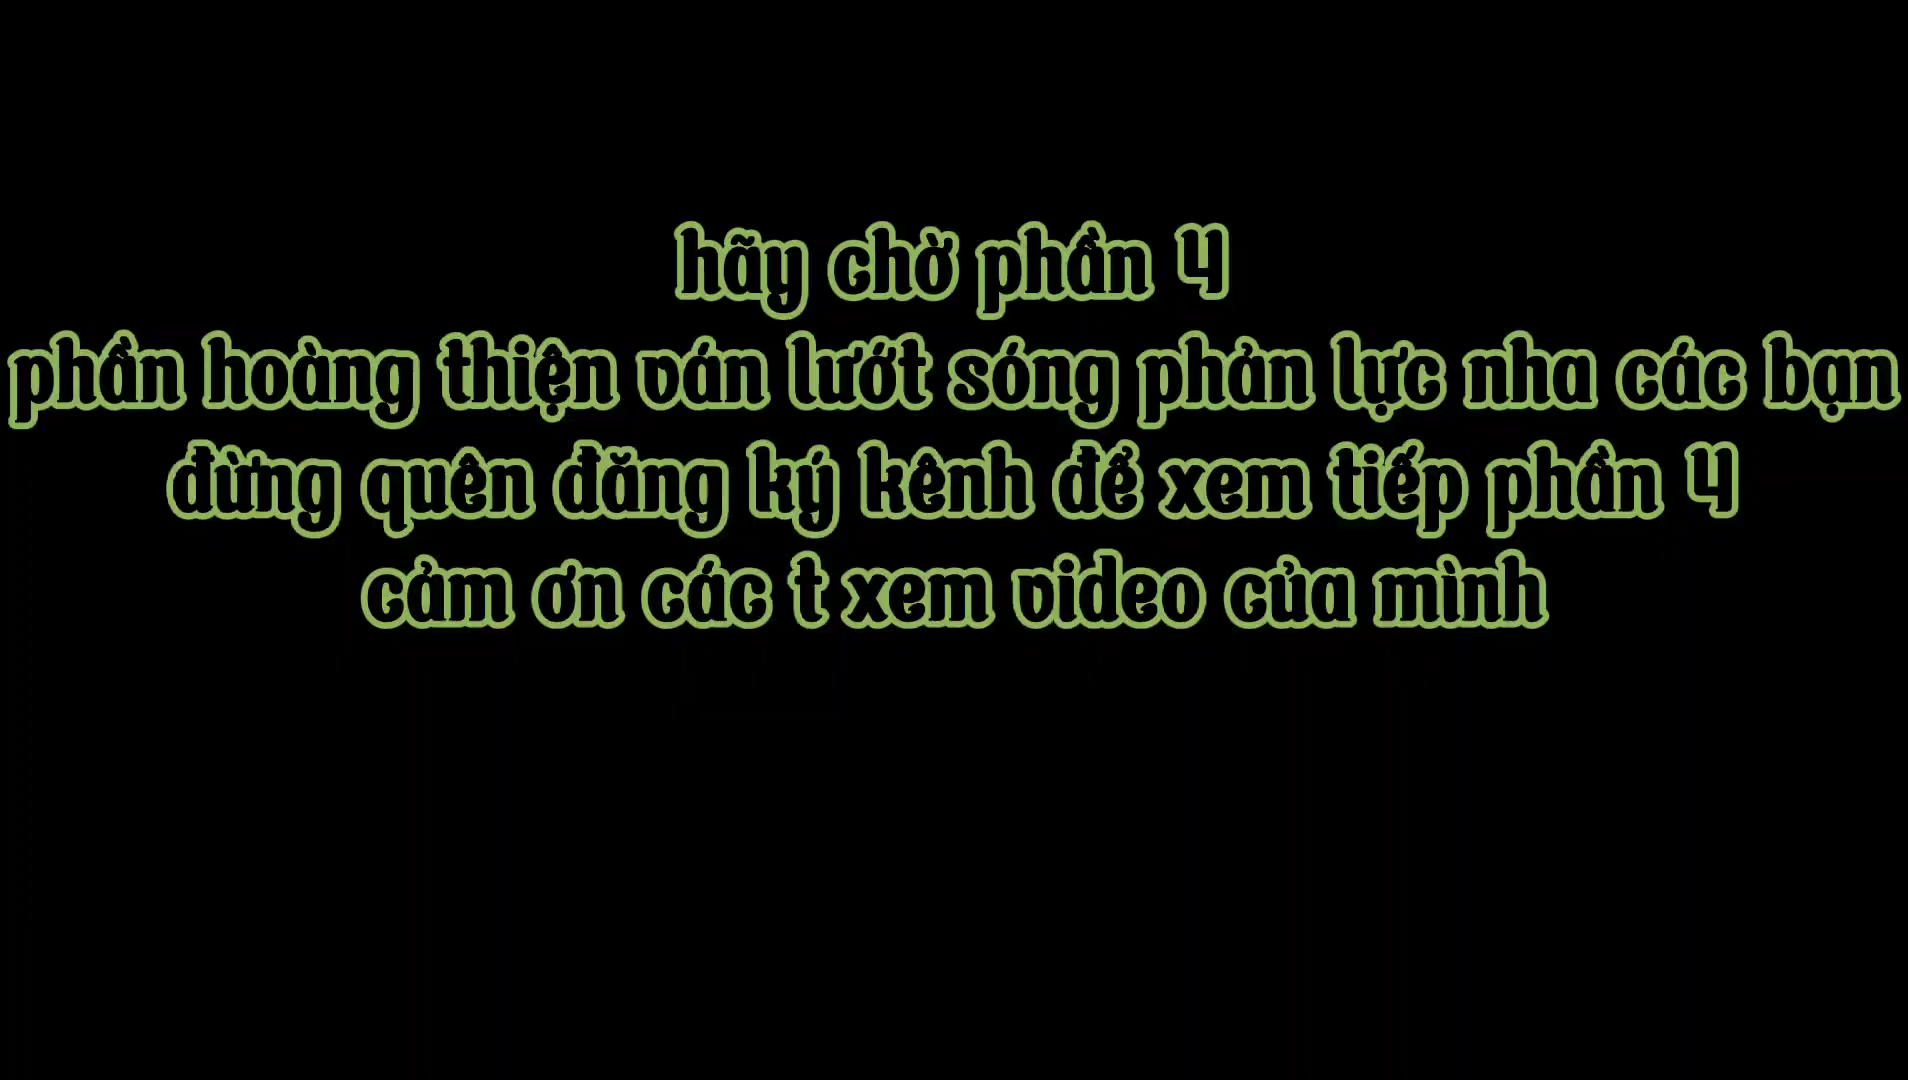 hãy chờ phần 4
phần hoàng thiện ván lướt sóng phản lực nha các bạn
đừng quên đăng ký kênh để xem tiếp phần 4
cảm ơn các t xem video của mình